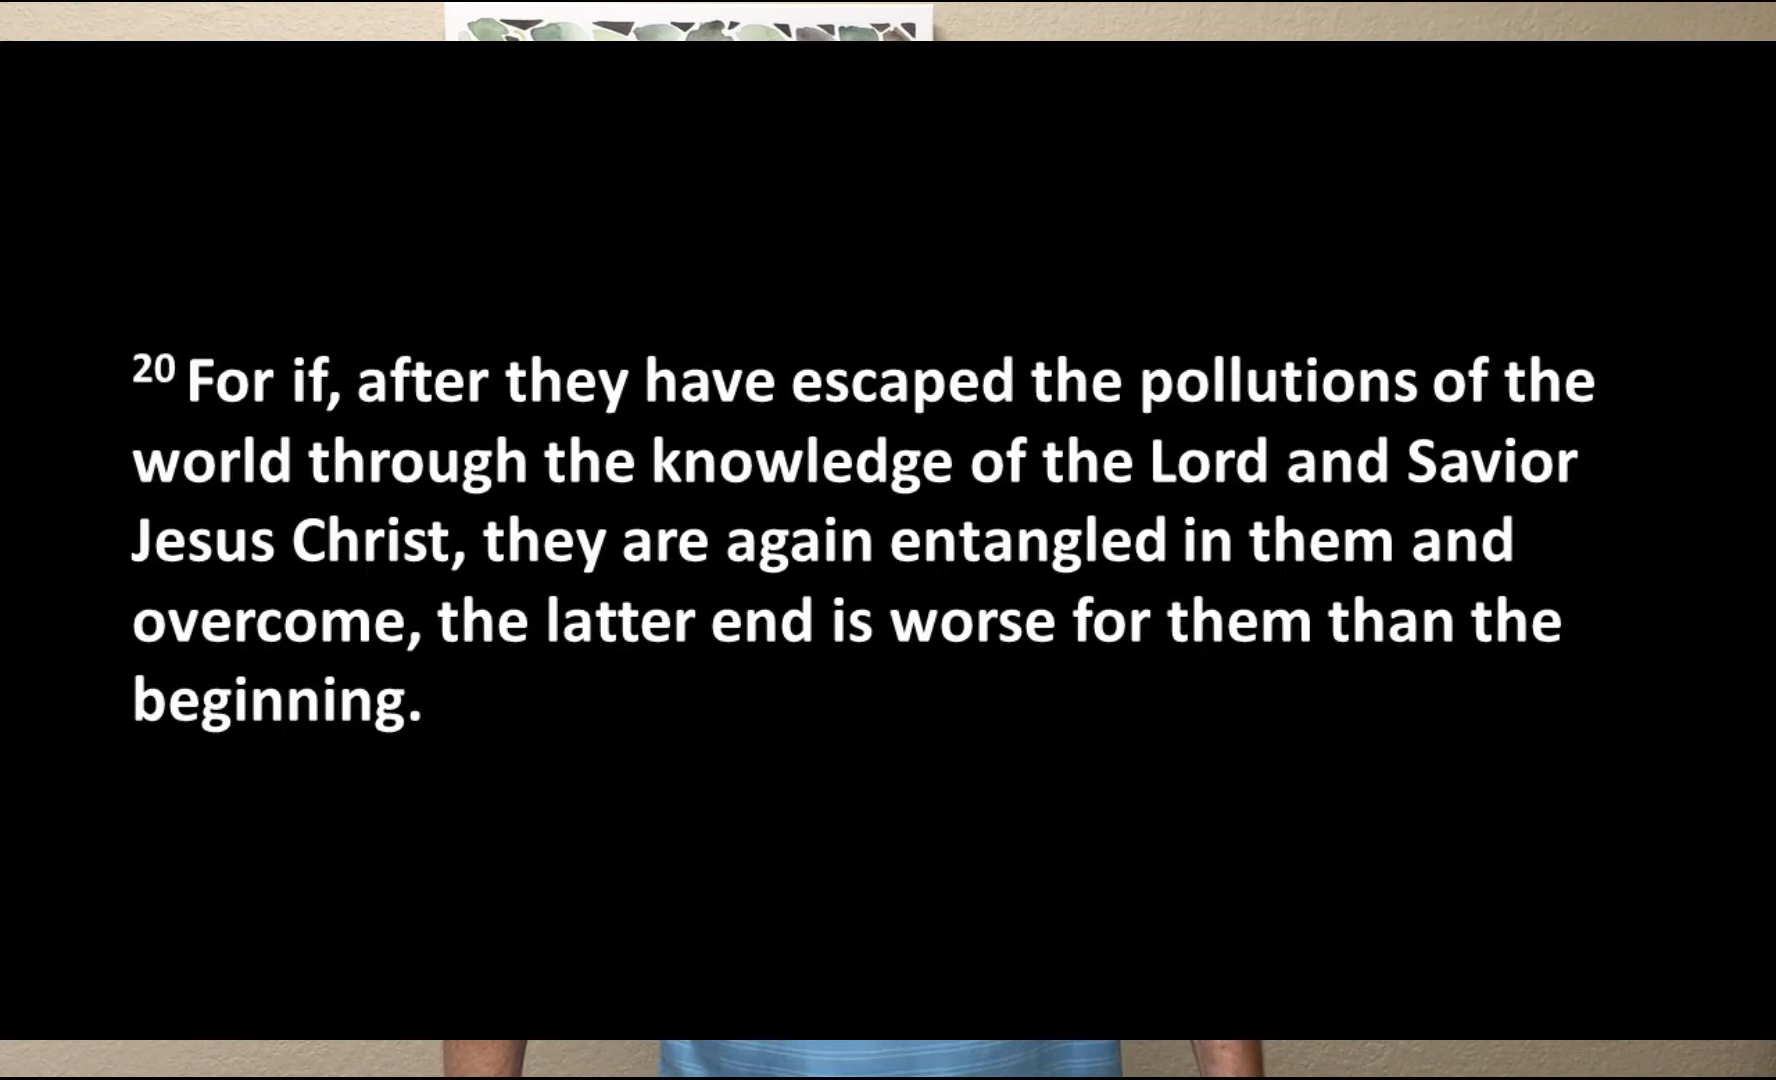 20 For if, after they have escaped the pollutions of the
world through the knowledge of the Lord and Savior
Jesus Christ, they are again entangled in them and
overcome, the latter end is worse for them than the
beginning.